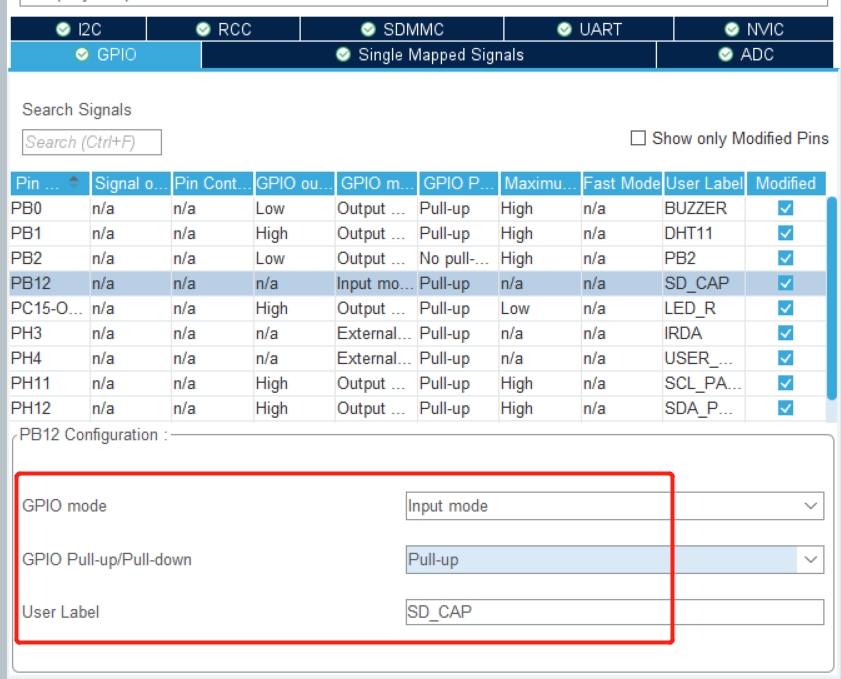 I2C RCC SDMMC UART NVIC
GPIO Single Mapped Signals ADC
Search Signals
Search (Ctrl+F)
Show only Modified Pins
Pin ... Signal o... Pin Cont... GPIO ou... GPIO m... GPIO P... Maximu... Fast Mode User Label Modified
PB0 n/a n/a Low Output ... Pull-up High n/a BUZZER
PB1 n/a n/a High Output ... Pull-up High n/a DHT11
PB2 n/a n/a Low Output ... No pull-... High n/a PB2
PB12 n/a n/a n/a Input mo... Pull-up n/a n/a SD_CAP
PC15-O... n/a n/a High Output ... Pull-up Low n/a LED_R
PH3 n/a n/a n/a External... Pull-up n/a n/a IRDA
PH4 n/a n/a n/a External... Pull-up n/a n/a USER_...
PH11 n/a n/a High Output ... Pull-up High n/a SCL_PA...
PH12 n/a n/a High Output ... Pull-up High n/a SDA_P...
PB12 Configuration :
GPIO mode Input mode
GPIO Pull-up/Pull-down Pull-up
User Label SD_CAP